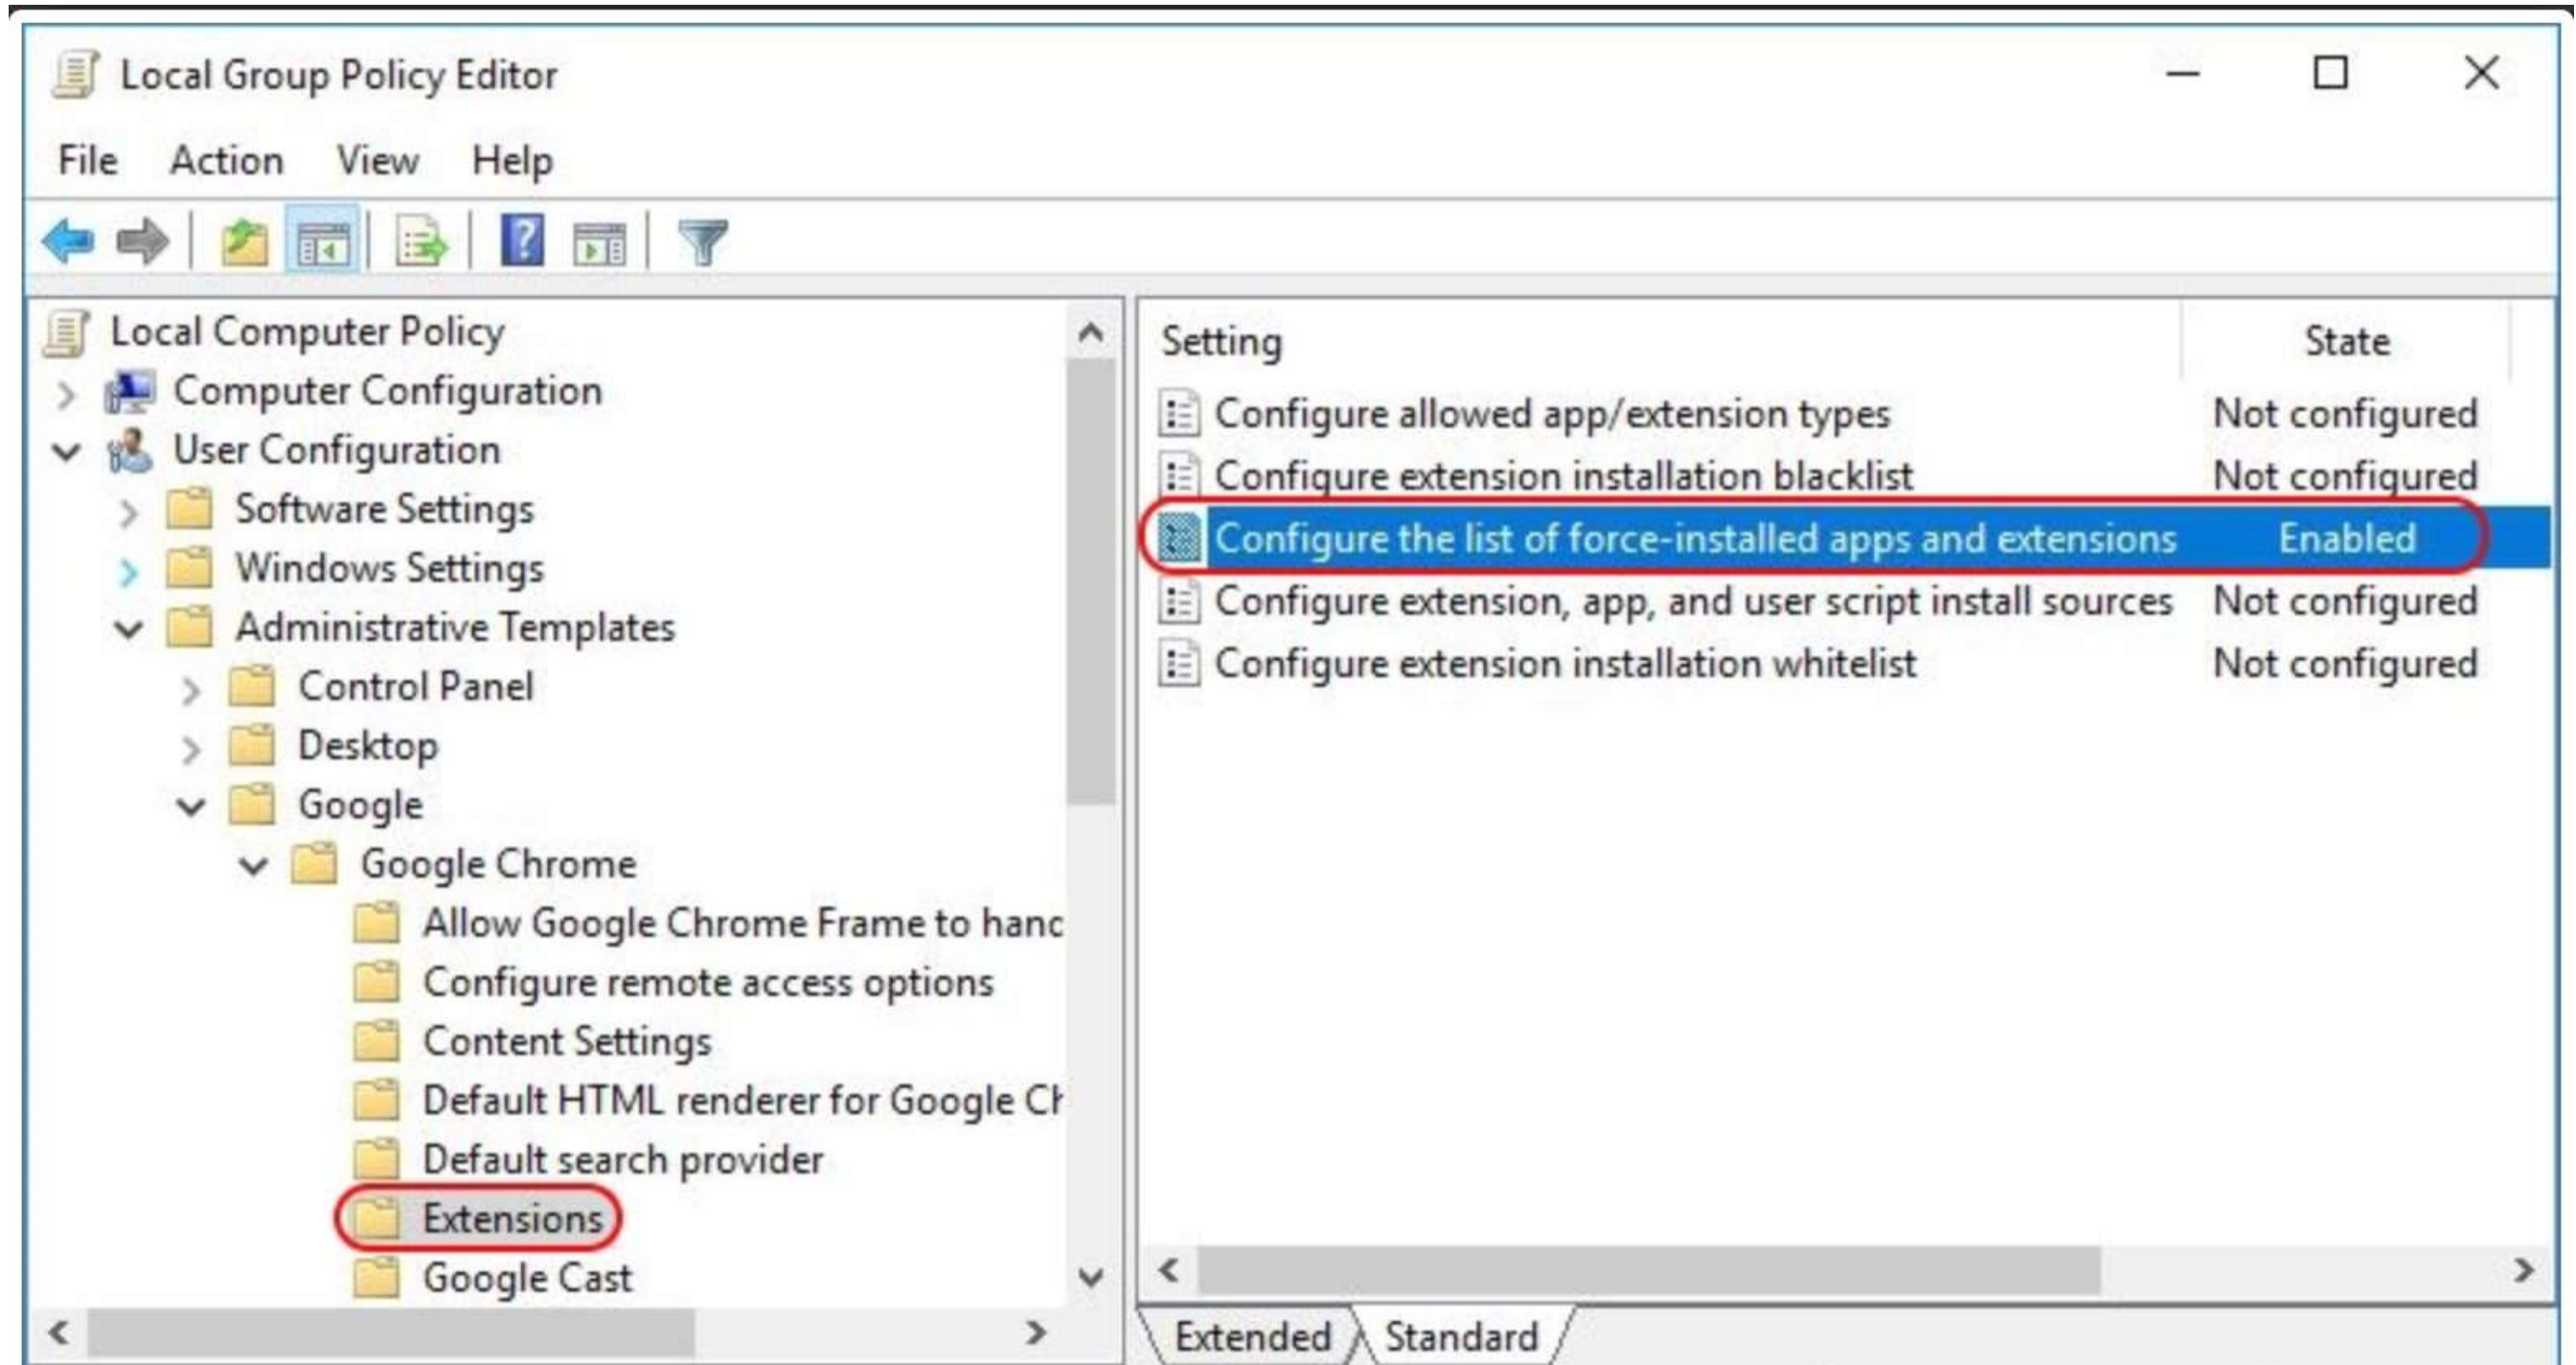 Local Group Policy Editor
File Action View Help
Local Computer Policy
Computer Configuration
User Configuration
Software Settings
Windows Settings
Administrative Templates
Control Panel
Desktop
Google
Google Chrome
Allow Google Chrome Frame to hand
Configure remote access options
Content Settings
Default HTML renderer for Google Ch
Default search provider
Extensions
Google Cast
Setting State
Configure allowed app/extension types Not configured
Configure extension installation blacklist Not configured
Configure the list of force-installed apps and extensions Enabled
Configure extension, app, and user script install sources Not configured
Configure extension installation whitelist Not configured
Extended Standard